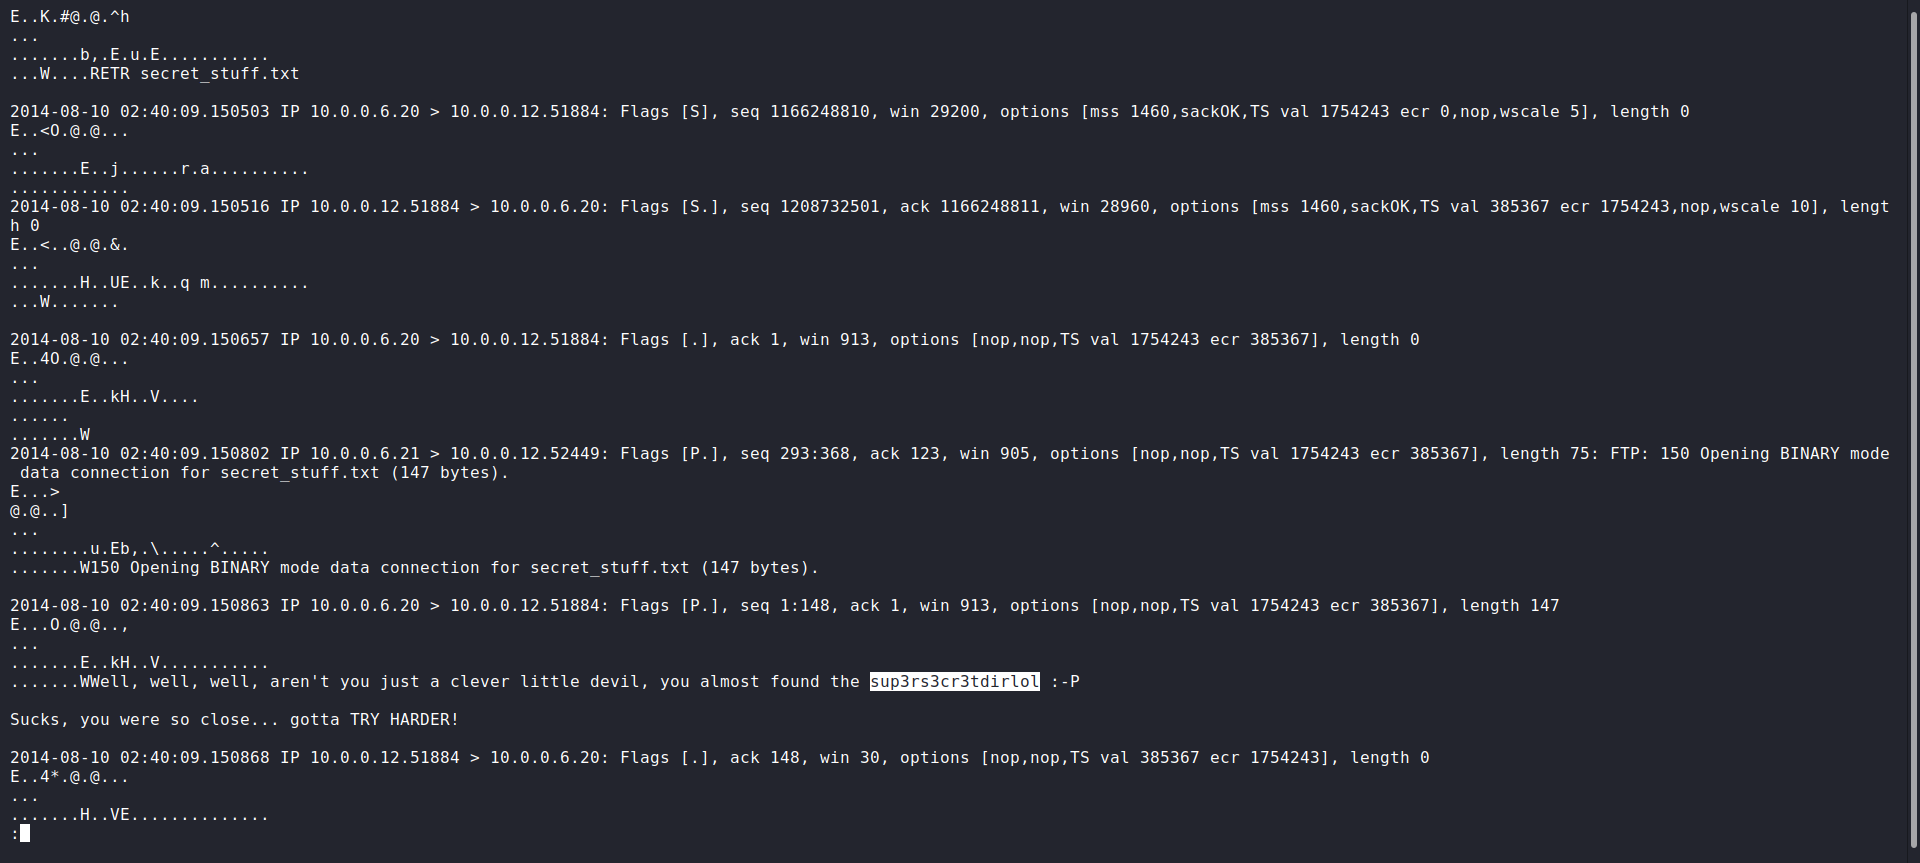 E..K.#@.@.^h
...
.......b,.E.u.E...........
...W....RETR secret_stuff.txt
2014-08-10 02:40:09.150503 IP 10.0.0.6.20 > 10.0.0.12.51884: Flags [S], seq 1166248810, win 29200, options [mss 1460,sackOK,TS val 1754243 ecr 0,nop,wscale 5], length 0
E..<O.@.@...
...
.......E..j......r.a..........
............
2014-08-10 02:40:09.150516 IP 10.0.0.12.51884 > 10.0.0.6.20: Flags [S.], seq 1208732501, ack 1166248811, win 28960, options [mss 1460,sackOK,TS val 385367 ecr 1754243,nop,wscale 10], lengt
h 0
E..<..@.@.&.
...
.......H..UE..k..q m..........
...W.......
2014-08-10 02:40:09.150657 IP 10.0.0.6.20 > 10.0.0.12.51884: Flags [.], ack 1, win 913, options [nop,nop,TS val 1754243 ecr 385367], length 0
E..4O.@.@...
...
.......E..kH..V....
......
.......W
2014-08-10 02:40:09.150802 IP 10.0.0.6.21 > 10.0.0.12.52449: Flags [P.], seq 293:368, ack 123, win 905, options [nop,nop,TS val 1754243 ecr 385367], length 75: FTP: 150 Opening BINARY mode
 data connection for secret_stuff.txt (147 bytes).
E...>
@.@..]
...
........u.Eb,.\.....^.....
.......W150 Opening BINARY mode data connection for secret_stuff.txt (147 bytes).
2014-08-10 02:40:09.150863 IP 10.0.0.6.20 > 10.0.0.12.51884: Flags [P.], seq 1:148, ack 1, win 913, options [nop,nop,TS val 1754243 ecr 385367], length 147
E...O.@.@..,
...
.......E..kH..V...........
.......WWell, well, well, aren't you just a clever little devil, you almost found the sup3rs3cr3tdirlol :-P
Sucks, you were so close... gotta TRY HARDER!
2014-08-10 02:40:09.150868 IP 10.0.0.12.51884 > 10.0.0.6.20: Flags [.], ack 148, win 30, options [nop,nop,TS val 385367 ecr 1754243], length 0
E..4*.@.@...
...
.......H..VE..............
: